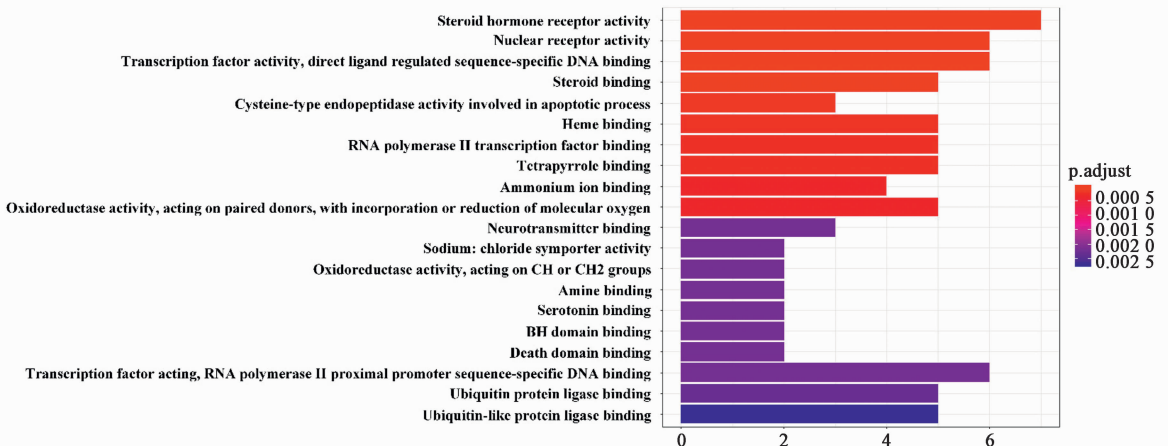 Steroid hormone receptor activity
Nuclear receptor activity
Transcription factor activity, direct ligand regulated sequence-specific DNA binding
Steroid binding
Cysteine-type endopeptidase activity involved in apoptotic process
Heme binding
RNA polymerase II transcription factor binding
Tetrapyrrole binding
Ammonium ion binding
Oxidoreductase activity, acting on paired donors, with incorporation or reduction of molecular oxygen
Neurotransmitter binding
Sodium: chloride symporter activity
Oxidoreductase activity, acting on CH or CH2 groups
Amine binding
Serotonin binding
BH domain binding
Death domain binding
Transcription factor acting, RNA polymerase II proximal promoter sequence-specific DNA binding
Ubiquitin protein ligase binding
Ubiquitin-like protein ligase binding
0 2 4 6
p.adjust
0.000 5
0.001 0
0.001 5
0.002 0
0.002 5